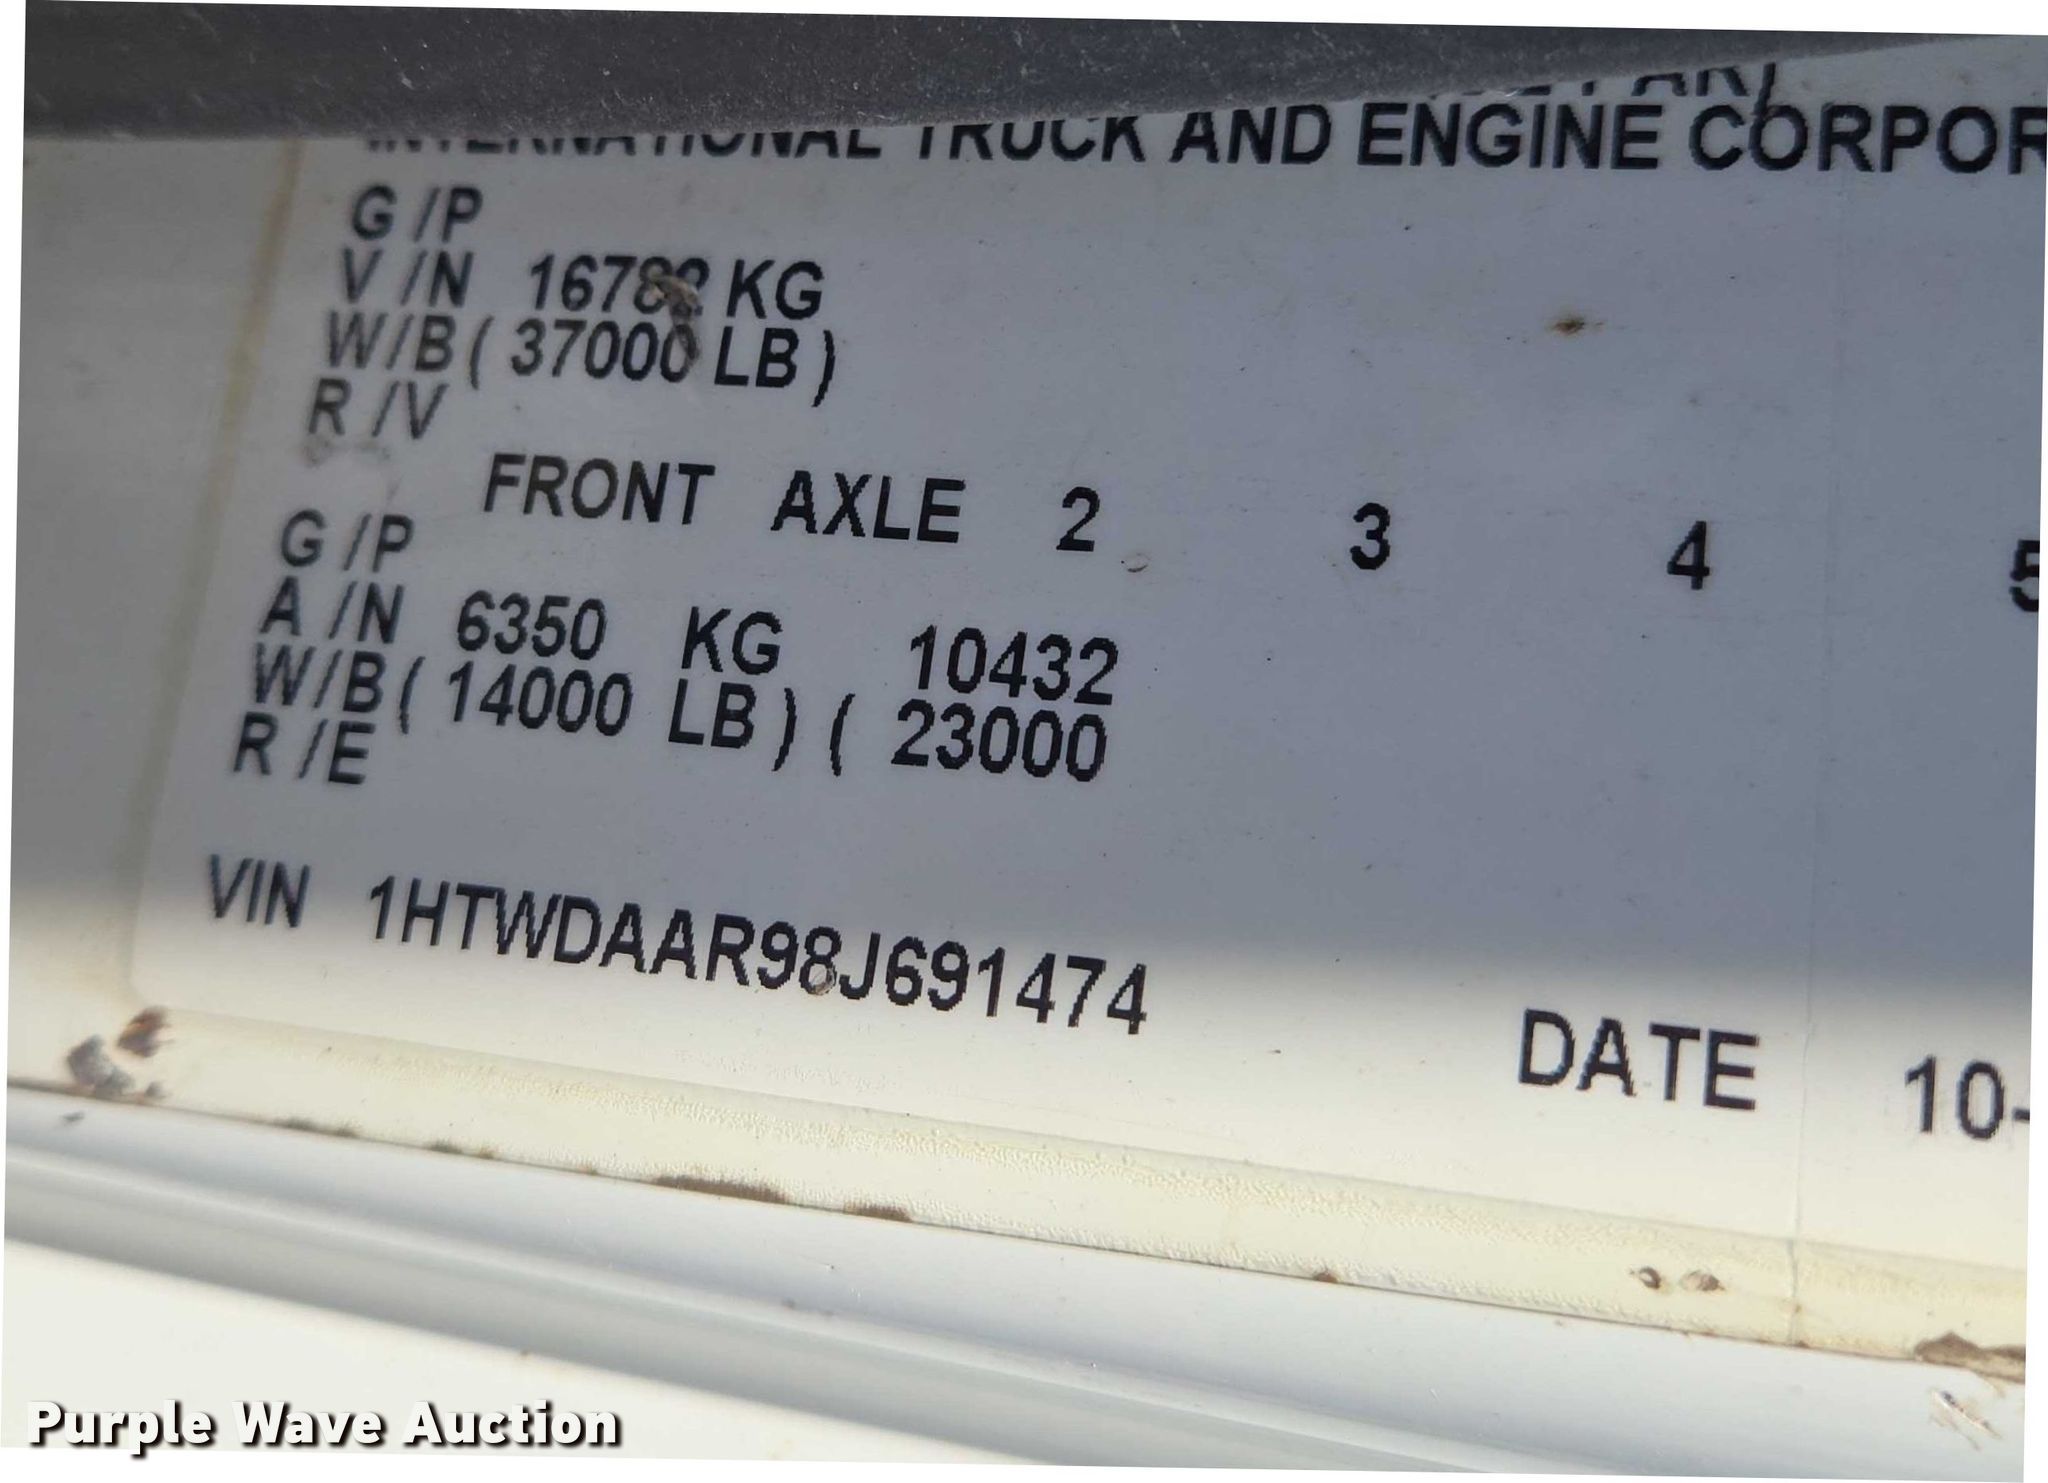 INTERNATIONAL TRUCK AND ENGINE CORPOR
G /P
V /N 16782 KG
W/B ( 37000 LB )
R /V
FRONT AXLE 2 3 4 5
G /P
A /N 6350 KG 10432
W/B ( 14000 LB ) ( 23000
R /E
VIN 1HTWDAAR98J691474
DATE 10-
Purple Wave Auction